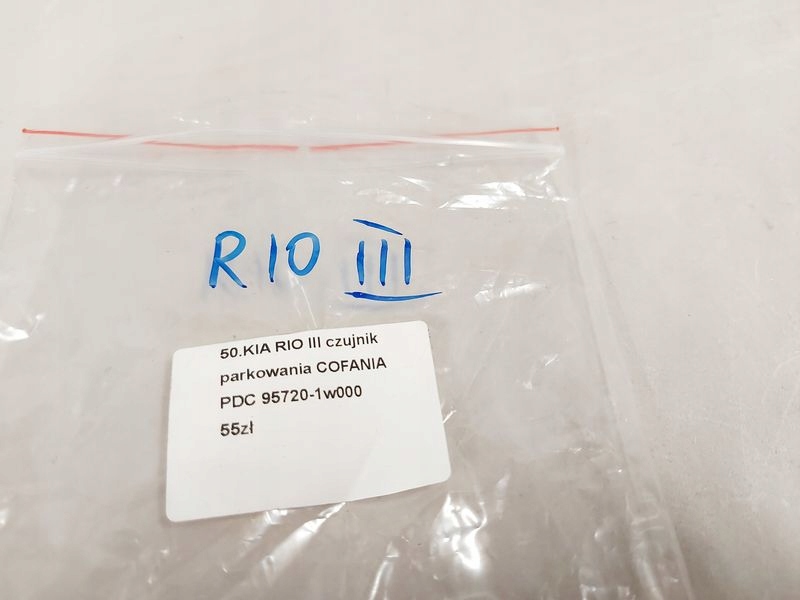 RIO III
50.KIA RIO III czujnik
parkowania COFANIA
PDC 95720-1w000
55zł